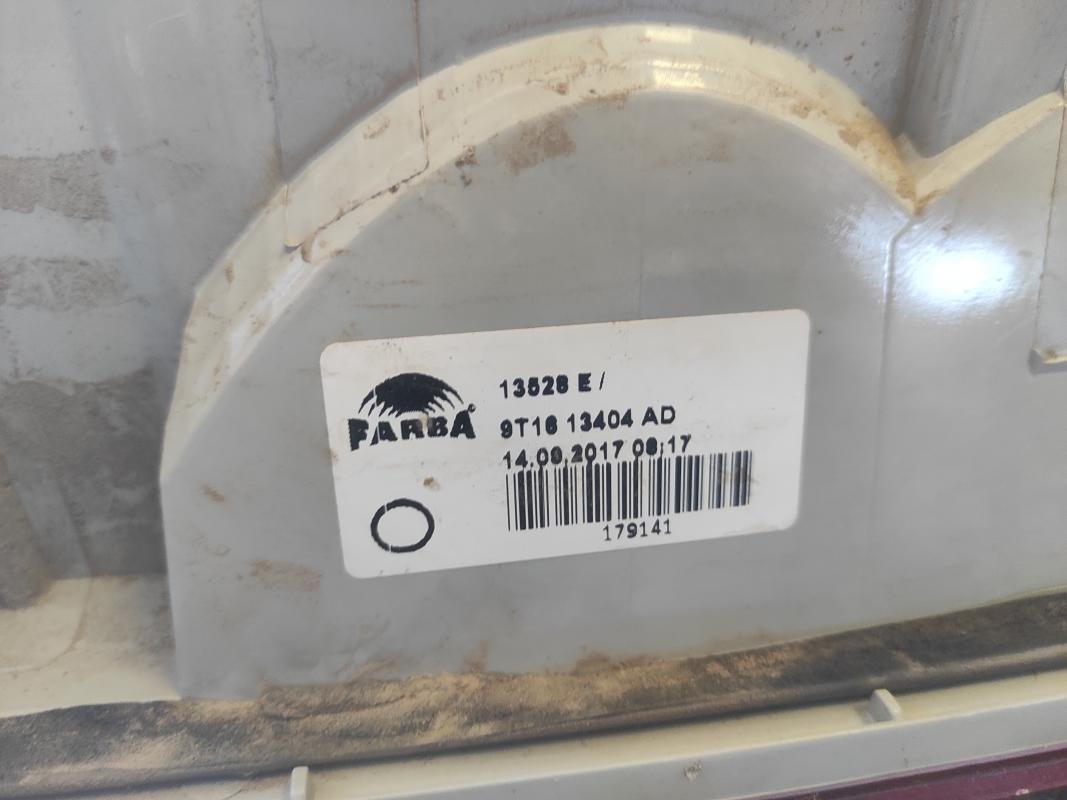 FARBA
13528 E /
9T16 13404 AD
14.09.2017 08:17
179141